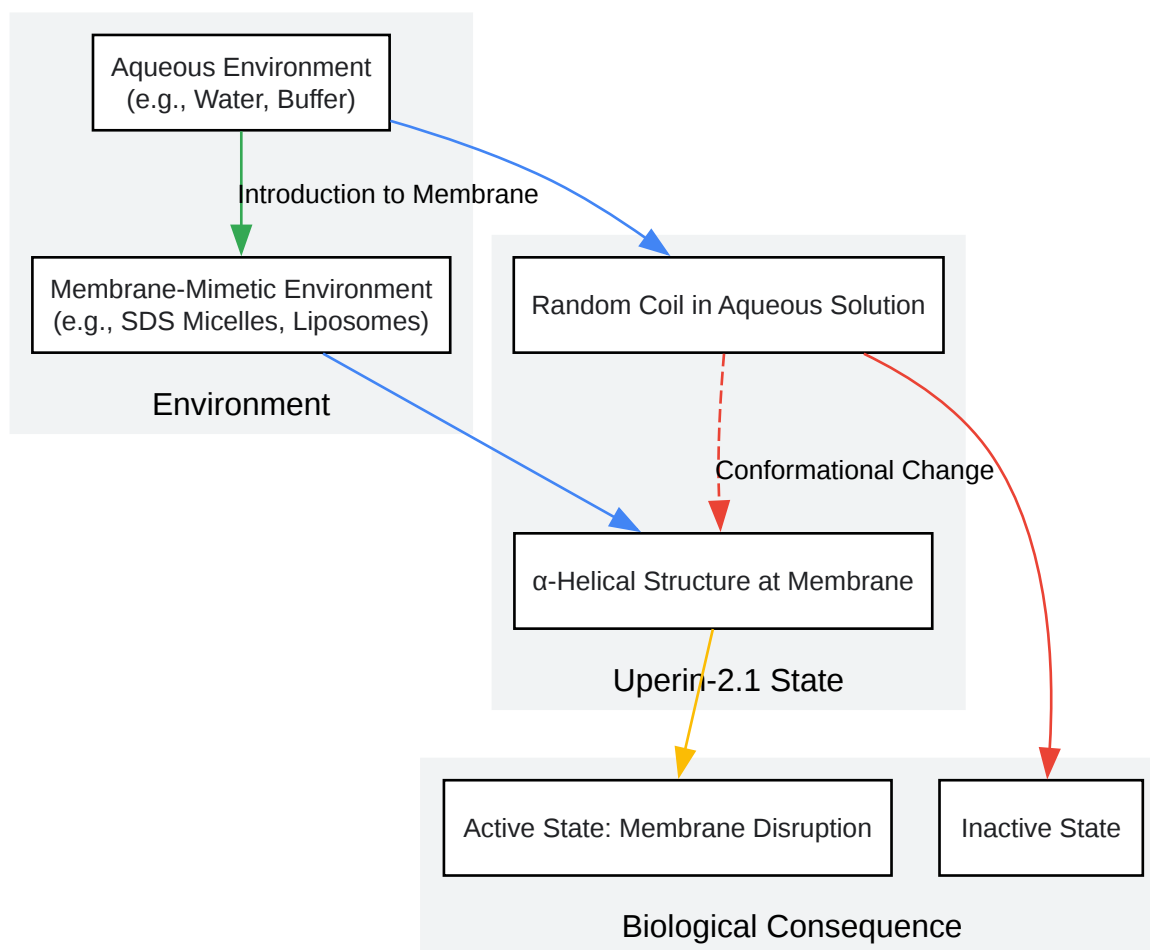 Aqueous Environment
(e.g., Water, Buffer)
Introduction to Membrane
Membrane-Mimetic Environment
(e.g., SDS Micelles, Liposomes)
Environment
Random Coil in Aqueous Solution
Conformational Change
α-Helical Structure at Membrane
Uperin-2.1 State
Active State: Membrane Disruption
Inactive State
Biological Consequence